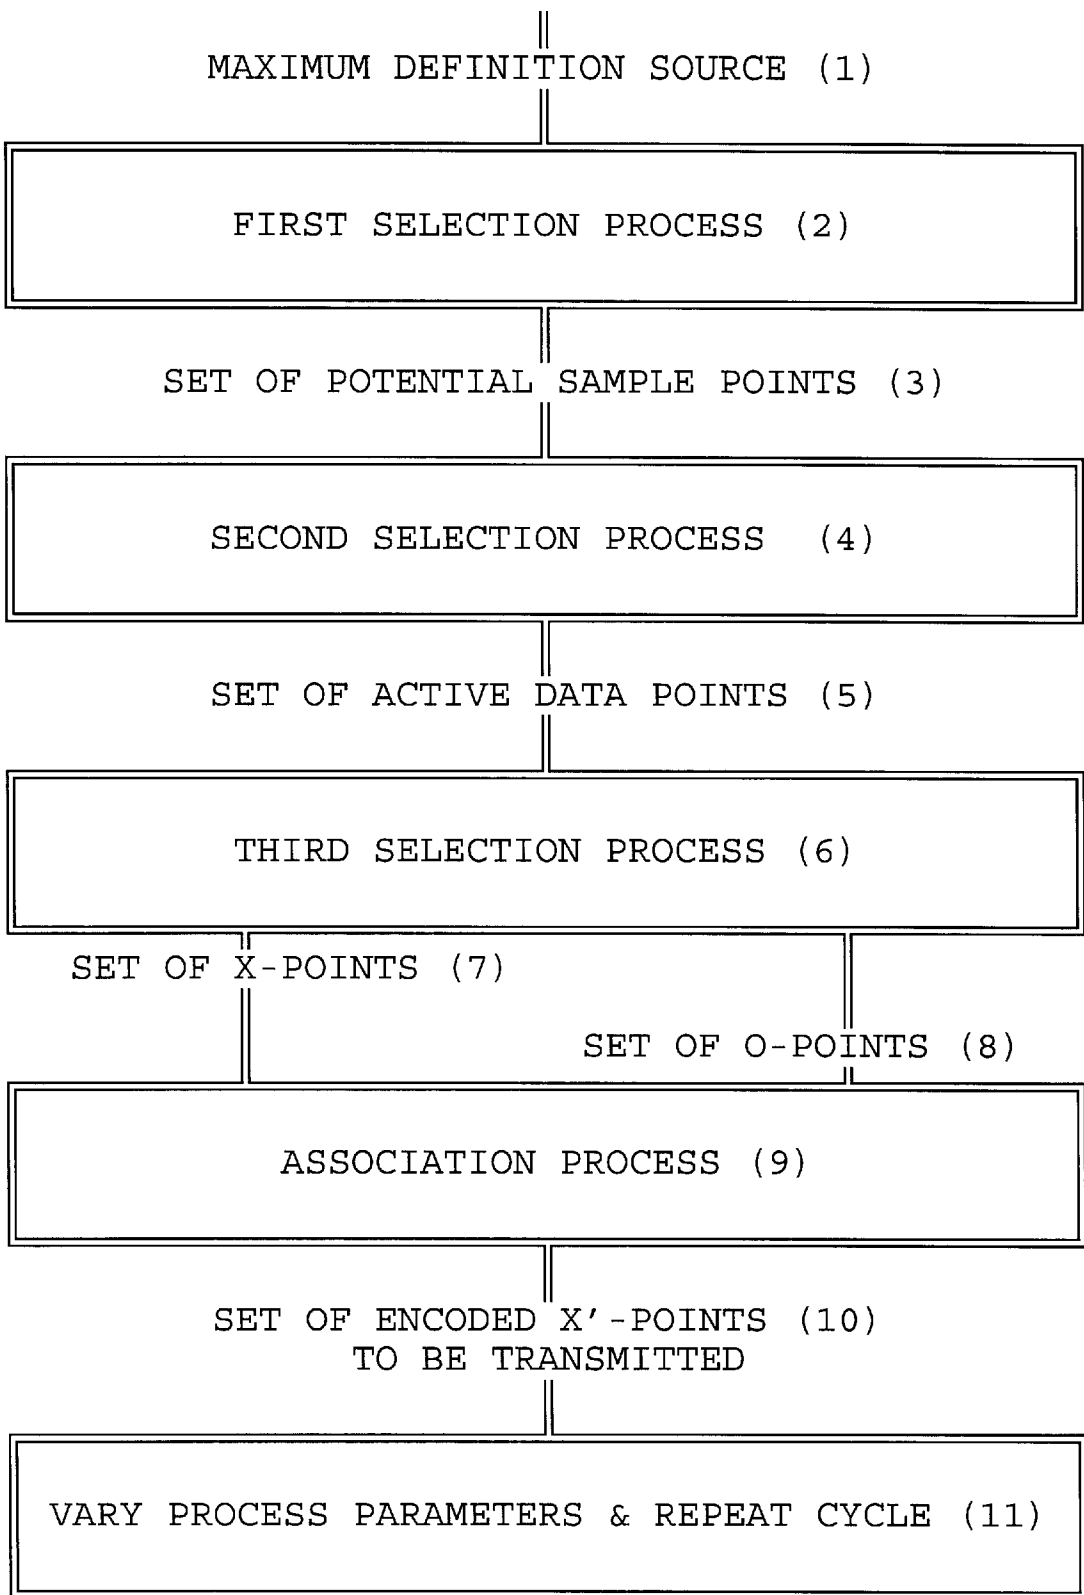 MAXIMUM DEFINITION SOURCE (1)
FIRST SELECTION PROCESS (2)
SET OF POTENTIAL SAMPLE POINTS (3)
SECOND SELECTION PROCESS (4)
SET OF ACTIVE DATA POINTS (5)
THIRD SELECTION PROCESS (6)
SET OF X-POINTS (7)
SET OF O-POINTS (8)
ASSOCIATION PROCESS (9)
SET OF ENCODED X'-POINTS (10)
TO BE TRANSMITTED
VARY PROCESS PARAMETERS & REPEAT CYCLE (11)